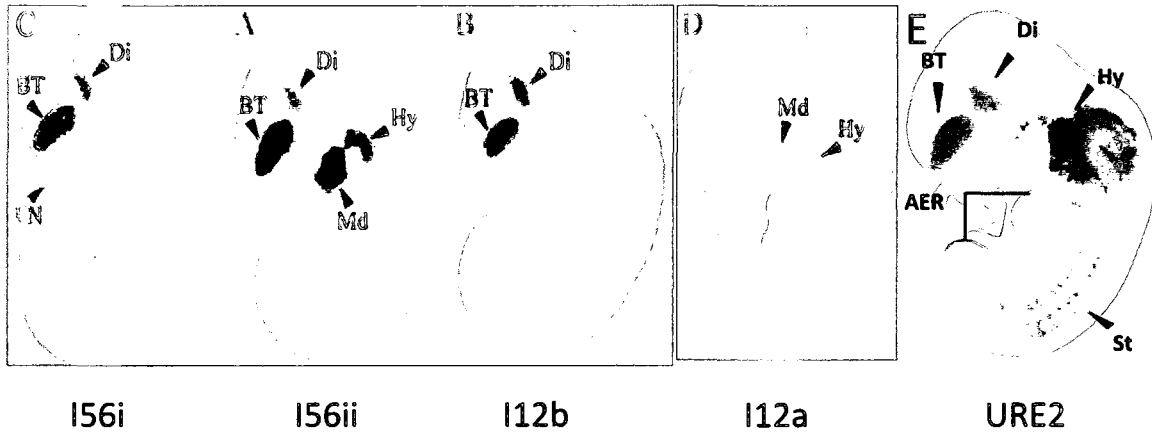 C
Di
BT
A
Di
BT
Hy
Md
B
Di
BT
D
Md
Hy
E
Di
BT
Hy
AER
St
I56i I56ii I12b I12a URE2